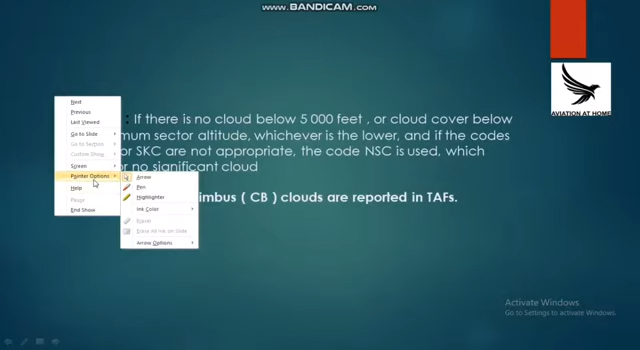 WWW.BANDICAM.COM
AVIATION AT HOME
: If there is no cloud below 5 000 feet , or cloud cover below
mum sector altitude, whichever is the lower, and if the codes
or SKC are not appropriate, the code NSC is used, which
or no significant cloud
imbus ( CB ) clouds are reported in TAFs.
Next
Previous
Last Viewed
Go to Slide
Go to Section
Custom Show
Screen
Pointer Options
Help
Pause
End Show
Arrow
Pen
Highlighter
Ink Color
Eraser
Erase All Ink on Slide
Arrow Options
Activate Windows
Go to Settings to activate Windows.